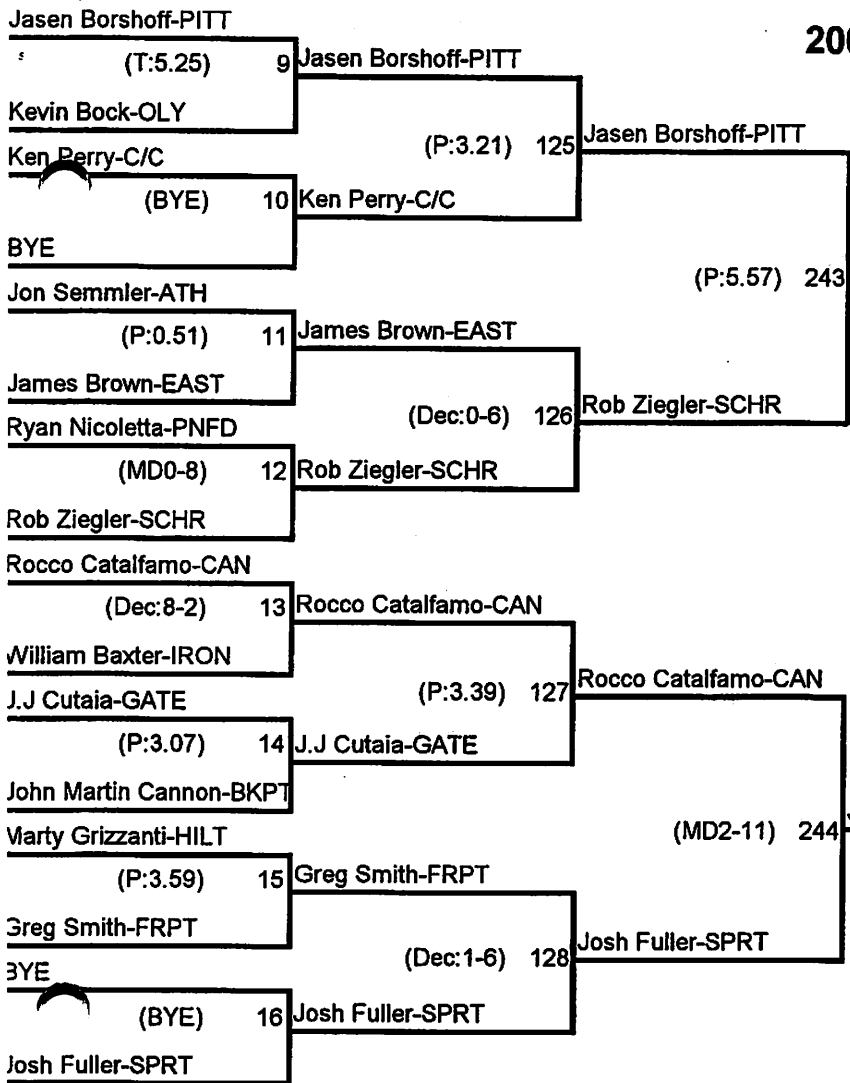 Jasen Borshoff-PITT
200
(T:5.25) 9 Jasen Borshoff-PITT
Kevin Bock-OLY
(P:3.21) 125 Jasen Borshoff-PITT
Ken Perry-C/C
(BYE) 10 Ken Perry-C/C
BYE
(P:5.57) 243
Jon Semmler-ATH
(P:0.51) 11 James Brown-EAST
James Brown-EAST
(Dec:0-6) 126 Rob Ziegler-SCHR
Ryan Nicoletta-PNFD
(MD0-8) 12 Rob Ziegler-SCHR
Rob Ziegler-SCHR
Rocco Catalfamo-CAN
(Dec:8-2) 13 Rocco Catalfamo-CAN
William Baxter-IRON
(P:3.39) 127 Rocco Catalfamo-CAN
J.J Cutaia-GATE
(P:3.07) 14 J.J Cutaia-GATE
John Martin Cannon-BKPT
(MD2-11) 244
Marty Grizzanti-HILT
(P:3.59) 15 Greg Smith-FRPT
Greg Smith-FRPT
(Dec:1-6) 128 Josh Fuller-SPRT
BYE
(BYE) 16 Josh Fuller-SPRT
Josh Fuller-SPRT